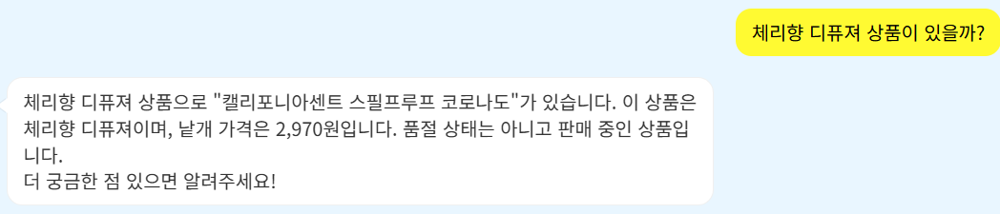 체리향 디퓨져 상품이 있을까?
체리향 디퓨져 상품으로 "캘리포니아센트 스필프루프 코로나도"가 있습니다. 이 상품은
체리향 디퓨져이며, 낱개 가격은 2,970원입니다. 품절 상태는 아니고 판매 중인 상품입
니다.
더 궁금한 점 있으면 알려주세요!